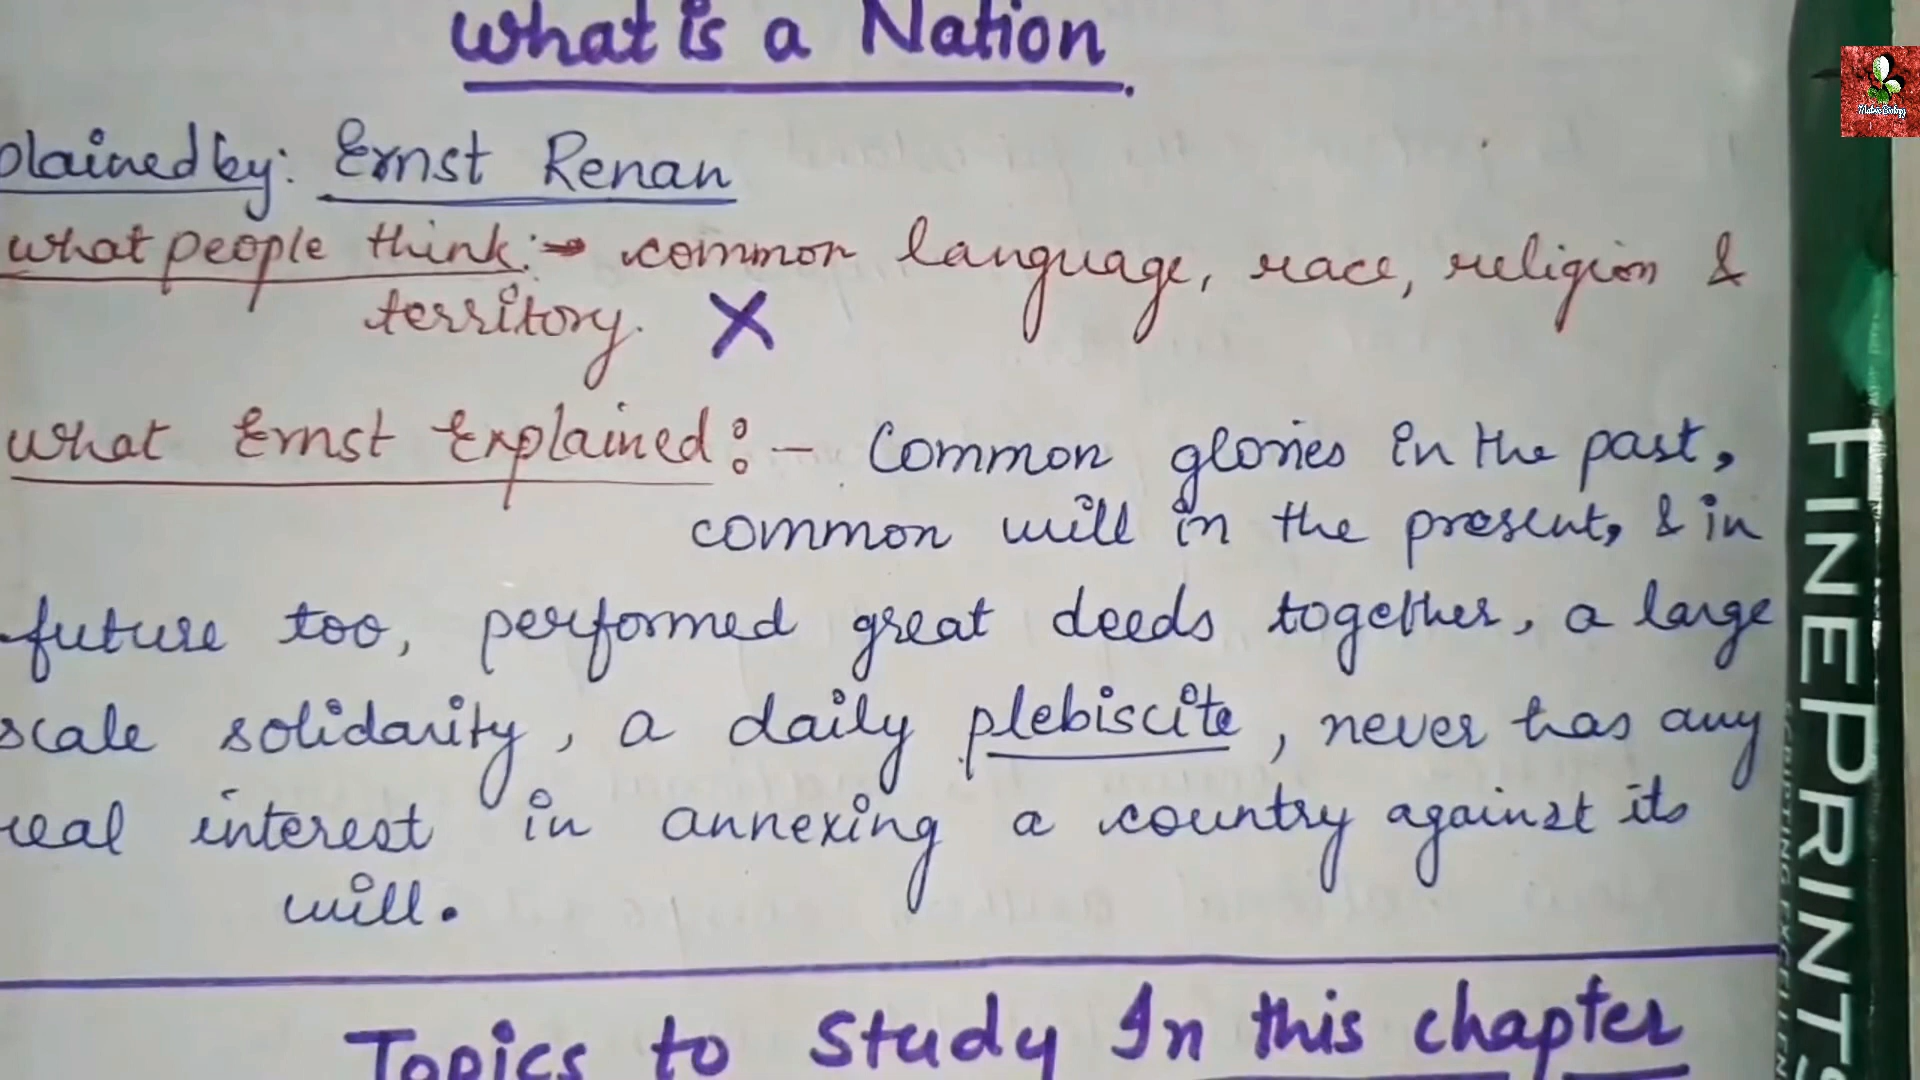 What is a Nation.
plained by: Ernst Renan
what people think:→ common language, race, religion &
territory. X
what Ernst Explained:- Common glories in the past,
common will in the present, & in
future too, performed great deeds together, a large
scale solidarity, a daily plebiscite, never has any
real interest in annexing a country against its
will.
Topics to Study In this chapter
FINEPRINTS
Matric Biology